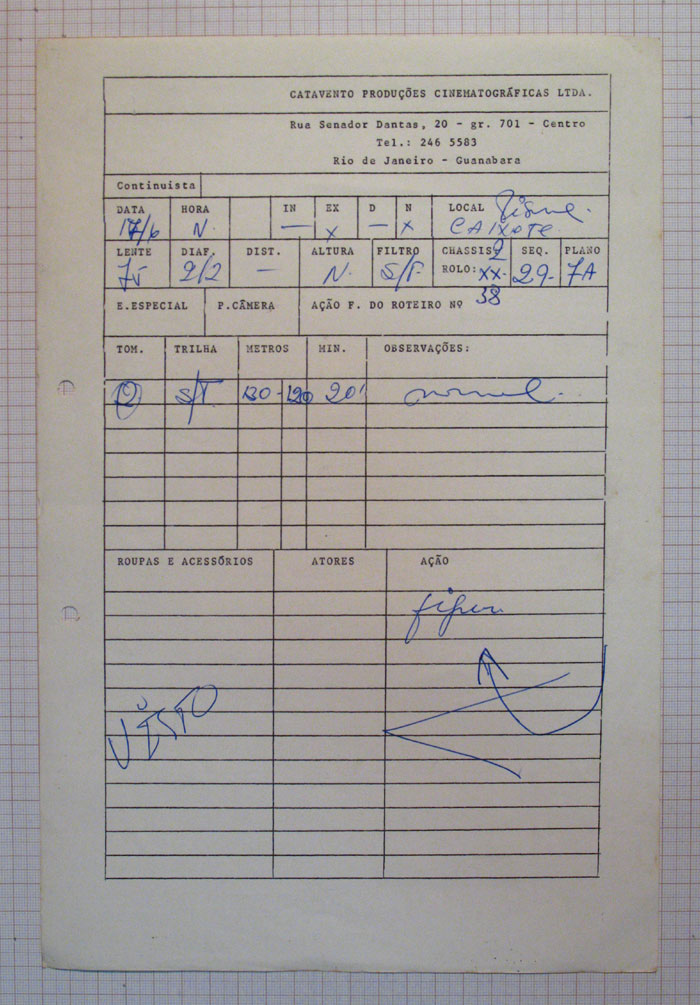 CATAVENTO PRODUÇÕES CINEMATOGRÁFICAS LTDA.
Rua Senador Dantas, 20 - gr. 701 - Centro
Tel.: 246 5583
Rio de Janeiro - Guanabara
Continuista
DATA HORA IN EX D N LOCAL
17/6 N. — x — x CAIXOTE
LENTE DIAF. DIST. ALTURA FILTRO CHASSIS 2 SEQ. PLANO
75 2/2 — N. S/F. ROLO: XX. 29- 7A
E.ESPECIAL P.CÂMERA AÇÃO F. DO ROTEIRO Nº 38
TOM. TRILHA METROS MIN. OBSERVAÇÕES:
S/T. 130-120 20' normal.
ROUPAS E ACESSÓRIOS ATORES AÇÃO
VISTO